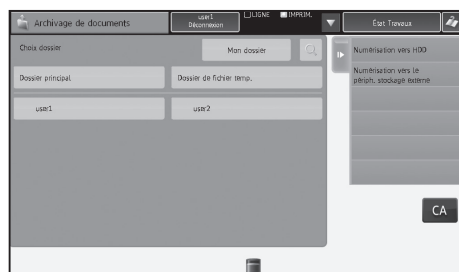 Archivage de documents
user1
Déconnexion
LIGNE
IMPRIM.
État Travaux
Choix dossier
Mon dossier
Dossier principal
Dossier de fichier temp.
user1
user2
Numérisation vers HDD
Numérisation vers le
périph. stockage externe
CA